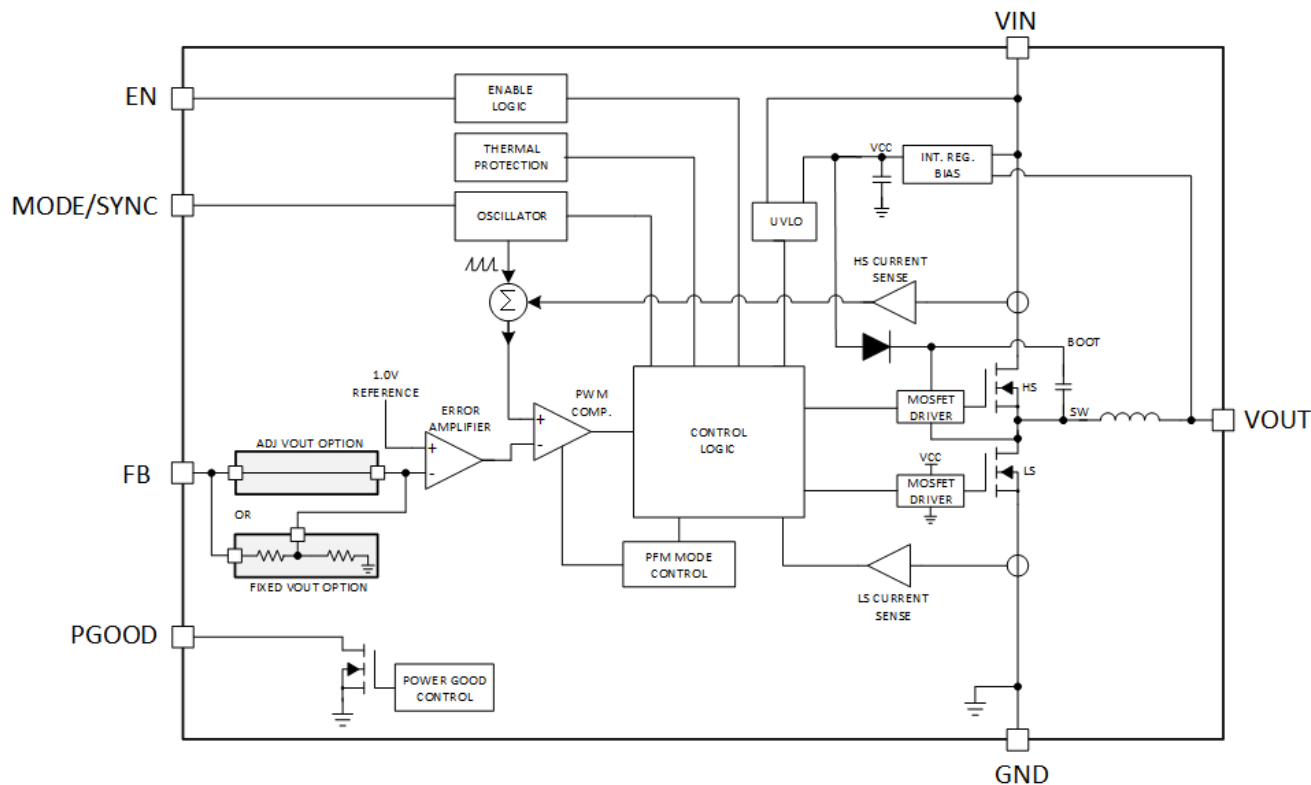 VIN
EN
ENABLE
LOGIC
THERMAL
PROTECTION
VCC
INT. REG.
BIAS
MODE/SYNC
OSCILLATOR
UVLO
HS CURRENT
SENSE
Σ
BOOT
1.0V
REFERENCE
ERROR
AMPLIFIER
PWM
COMP.
MOSFET
DRIVER
HS
+
-
+
-
CONTROL
LOGIC
SW
VOUT
ADJ VOUT OPTION
FB
VCC
MOSFET
DRIVER
LS
OR
FIXED VOUT OPTION
PFM MODE
CONTROL
LS CURRENT
SENSE
PGOOD
POWER GOOD
CONTROL
GND